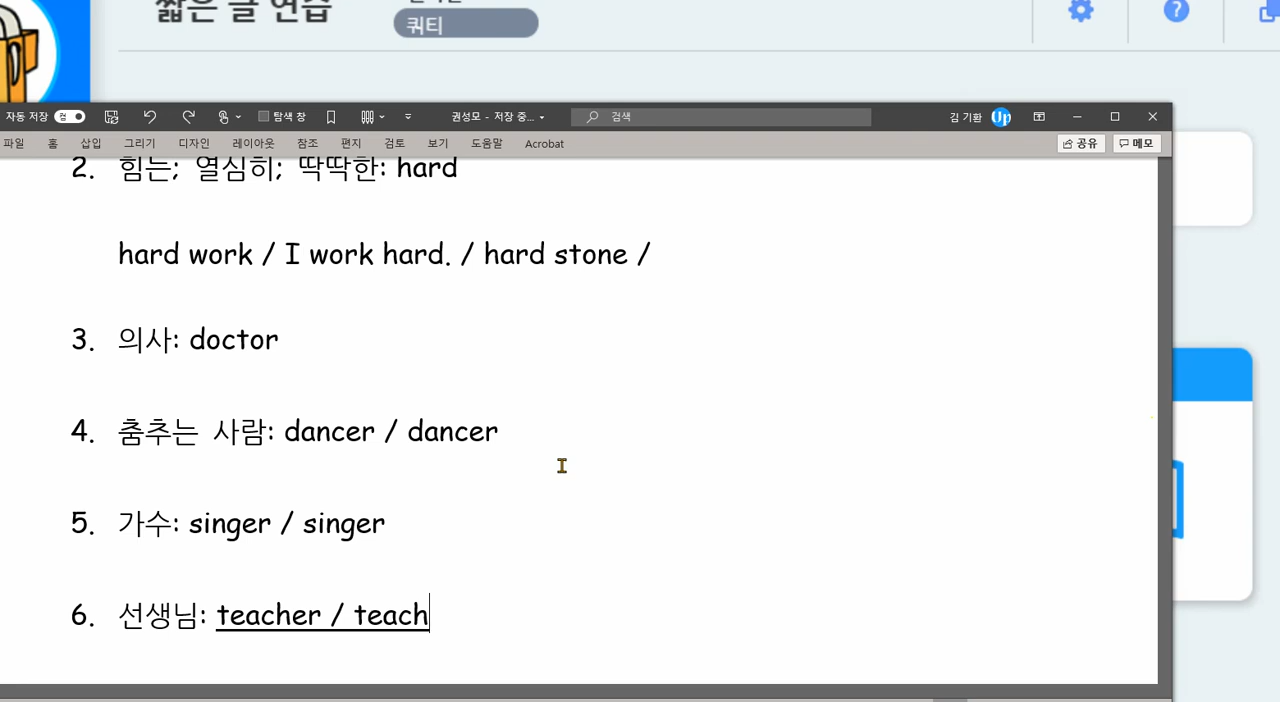 짧은 글 연습
쿼티
자동 저장 켬 탐색 창 권성모 - 저장 중... 검색 김 기환 Up
파일 홈 삽입 그리기 디자인 레이아웃 참조 편지 검토 보기 도움말 Acrobat 공유 메모
2. 힘든; 열심히; 딱딱한: hard
hard work / I work hard. / hard stone /
3. 의사: doctor
4. 춤추는 사람: dancer / dancer
5. 가수: singer / singer
6. 선생님: teacher / teach